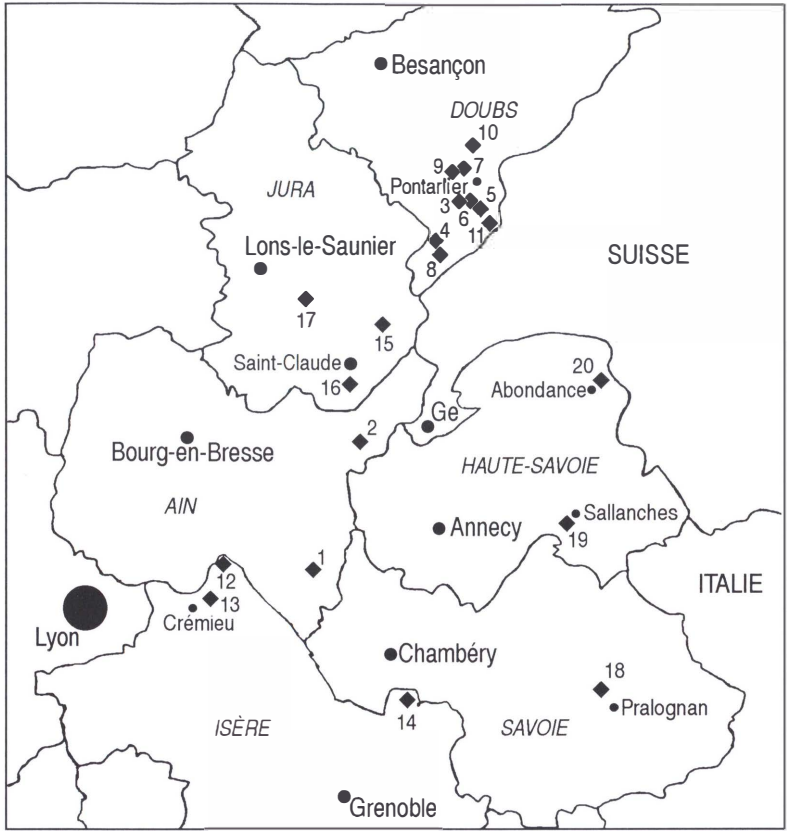 Besançon
DOUBS
10
9
7
Pontarlier
JURA
3
6
5
4
11
Lons-le-Saunier
8
SUISSE
17
15
Saint-Claude
16
20
Abondance
Ge
2
Bourg-en-Bresse
HAUTE-SAVOIE
AIN
Sallanches
Annecy
19
1
12
ITALIE
13
Crémieu
Lyon
Chambéry
18
Pralognan
14
ISÈRE
SAVOIE
Grenoble